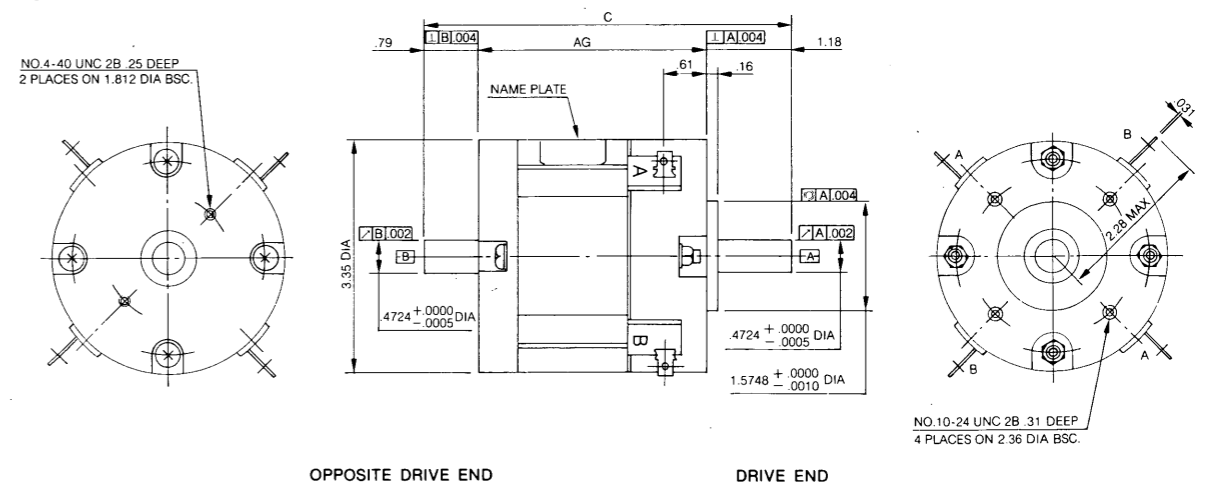 C
.79
⊥ B .004
AG
⊥ A .004
1.18
.61
.16
NO.4-40 UNC 2B .25 DEEP
2 PLACES ON 1.812 DIA BSC.
NAME PLATE
.031
B
A
A
A .004
2.28 MAX
↗ B .002
↗ A .002
B
A
3.35 DIA
.4724 +.0000 -.0005 DIA
B
.4724 + .0000 - .0005 DIA
1.5748 + .0000 - .0010 DIA
B
A
NO.10-24 UNC 2B .31 DEEP
4 PLACES ON 2.36 DIA BSC.
OPPOSITE DRIVE END
DRIVE END